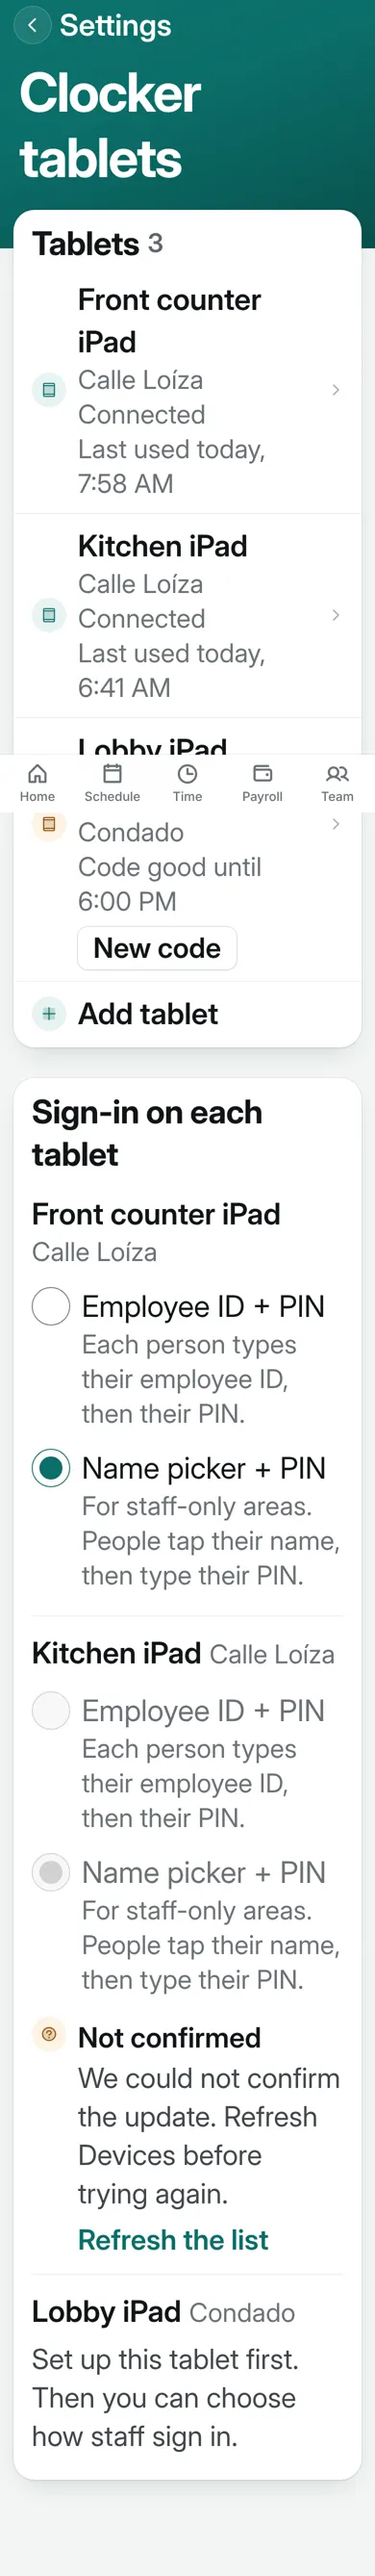 Settings
Clocker
tablets
Tablets 3
Front counter
iPad
Calle Loíza
Connected
Last used today,
7:58 AM
Kitchen iPad
Calle Loíza
Connected
Last used today,
6:41 AM
Lobby iPad
Home Schedule Time Payroll Team
Condado
Code good until
6:00 PM
New code
Add tablet
Sign-in on each
tablet
Front counter iPad
Calle Loíza
Employee ID + PIN
Each person types
their employee ID,
then their PIN.
Name picker + PIN
For staff-only areas.
People tap their name,
then type their PIN.
Kitchen iPad Calle Loíza
Employee ID + PIN
Each person types
their employee ID,
then their PIN.
Name picker + PIN
For staff-only areas.
People tap their name,
then type their PIN.
Not confirmed
We could not confirm
the update. Refresh
Devices before
trying again.
Refresh the list
Lobby iPad Condado
Set up this tablet first.
Then you can choose
how staff sign in.